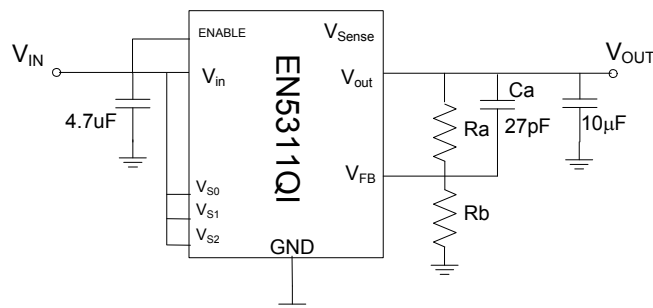 V_IN
4.7uF
ENABLE
V_in
V_S0
V_S1
V_S2
EN5311QI
GND
V_Sense
V_out
V_FB
Ra
Ca
27pF
Rb
10μF
V_OUT